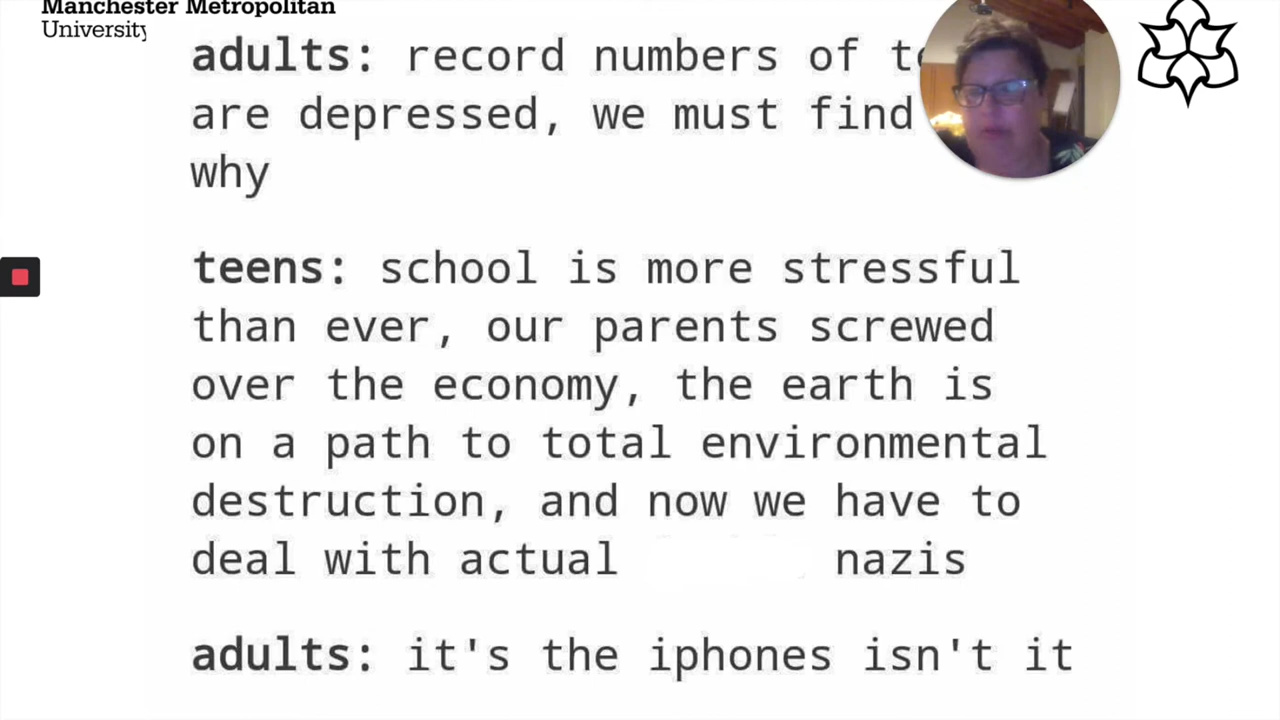 Manchester Metropolitan
University
adults: record numbers of
are depressed, we must find
why
teens: school is more stressful
than ever, our parents screwed
over the economy, the earth is
on a path to total environmental
destruction, and now we have to
deal with actual nazis
adults: it's the iphones isn't it